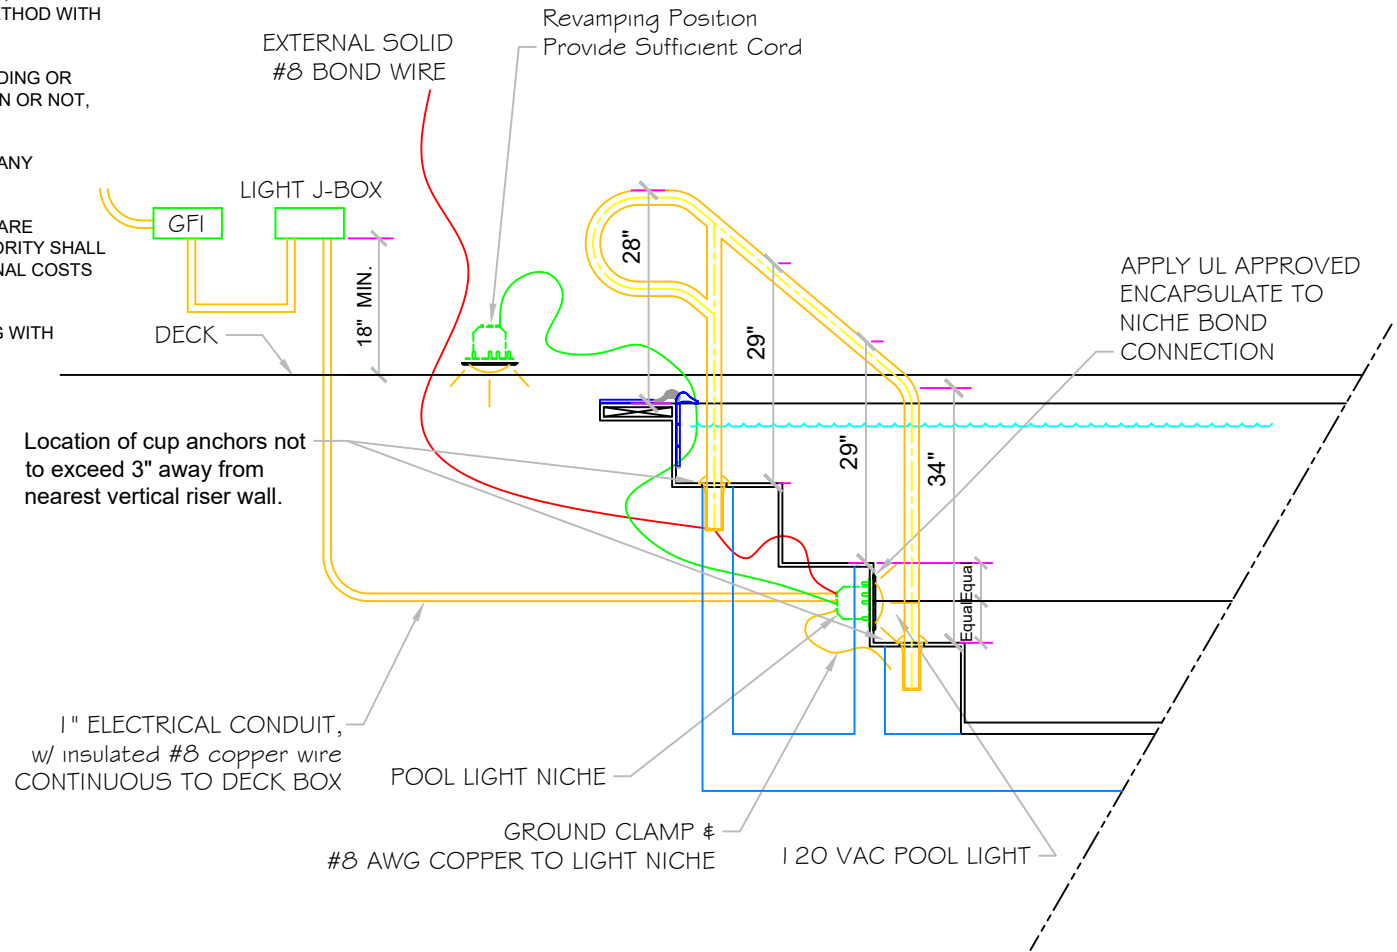 ETHOD WITH
DING OR
N OR NOT,
ANY
ARE
ORITY SHALL
NAL COSTS
G WITH
EXTERNAL SOLID
#8 BOND WIRE
Revamping Position
Provide Sufficient Cord
LIGHT J-BOX
GFI
18" MIN.
DECK
28"
29"
29"
34"
APPLY UL APPROVED
ENCAPSULATE TO
NICHE BOND
CONNECTION
Location of cup anchors not
to exceed 3" away from
nearest vertical riser wall.
Equal
Equa
1" ELECTRICAL CONDUIT,
w/ insulated #8 copper wire
CONTINUOUS TO DECK BOX
POOL LIGHT NICHE
GROUND CLAMP &
#8 AWG COPPER TO LIGHT NICHE
120 VAC POOL LIGHT